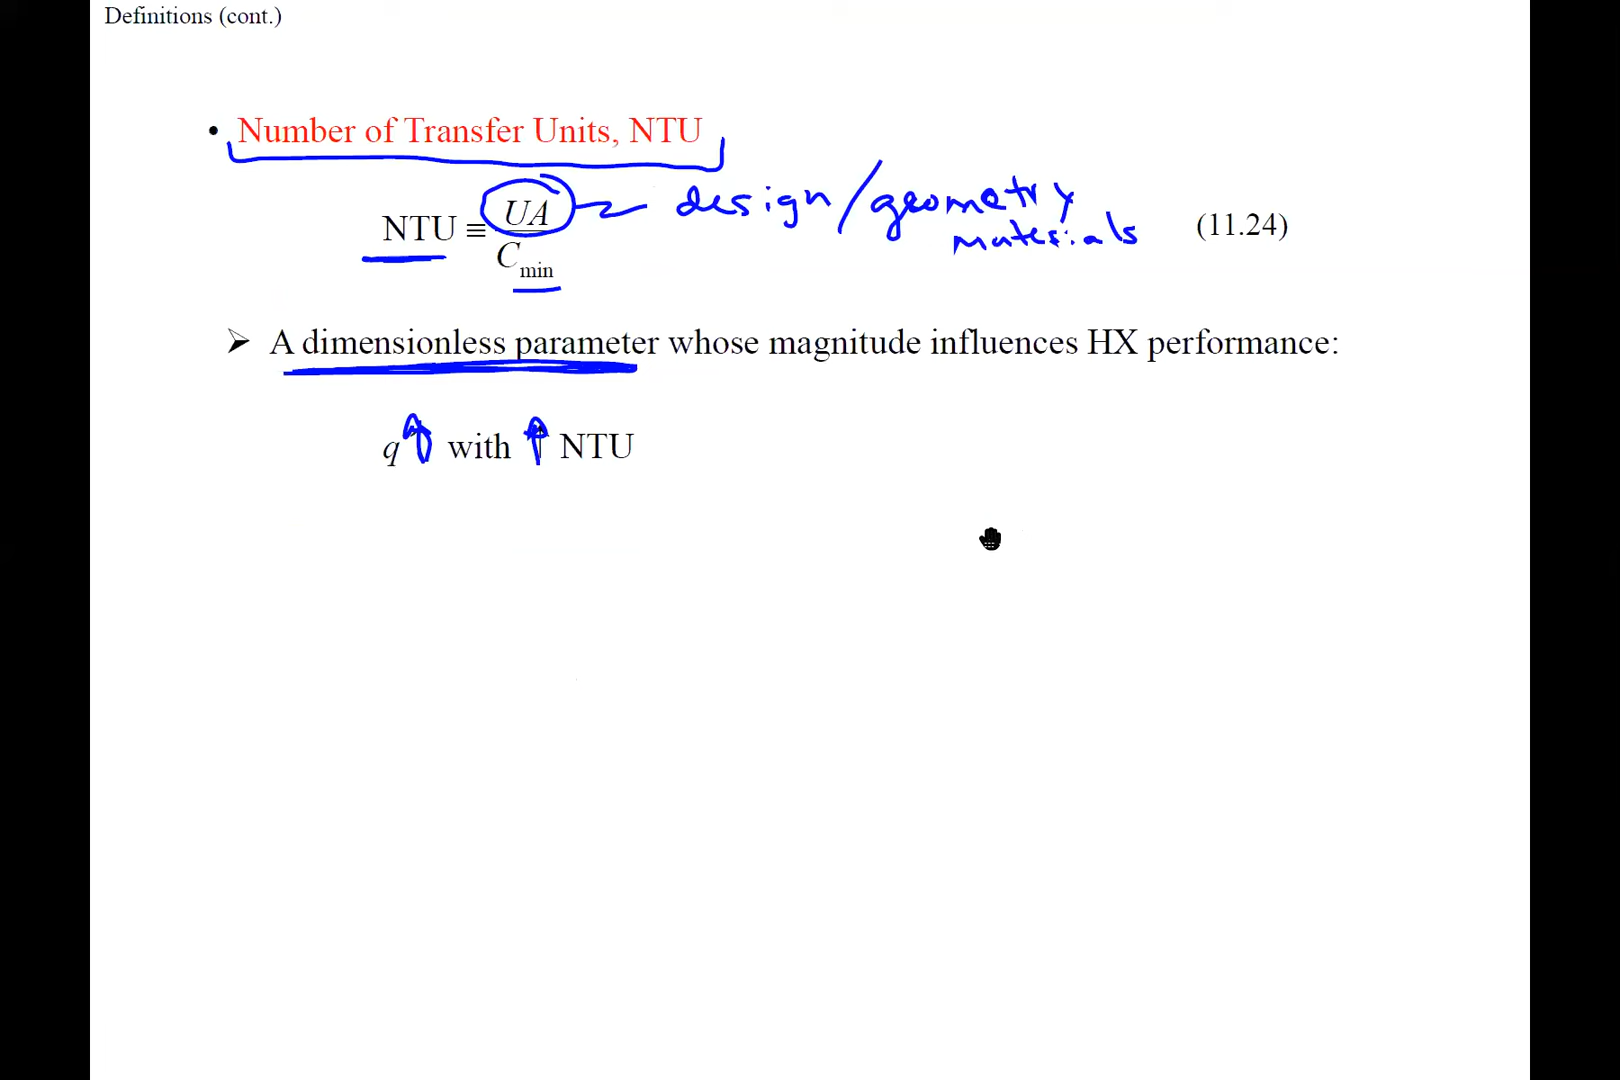 Definitions (cont.)
• Number of Transfer Units, NTU
NTU ≡ UA / C_min
design/geometry
materials
(11.24)
➢ A dimensionless parameter whose magnitude influences HX performance:
q↑ with ↑ NTU